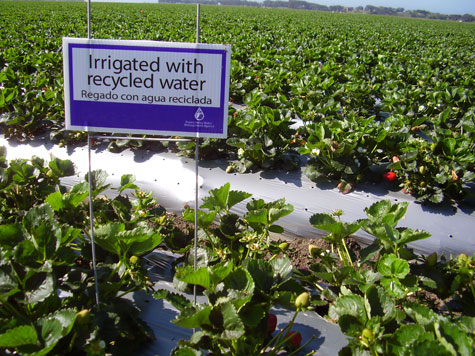 Irrigated with
recycled water
Regado con agua reciclada